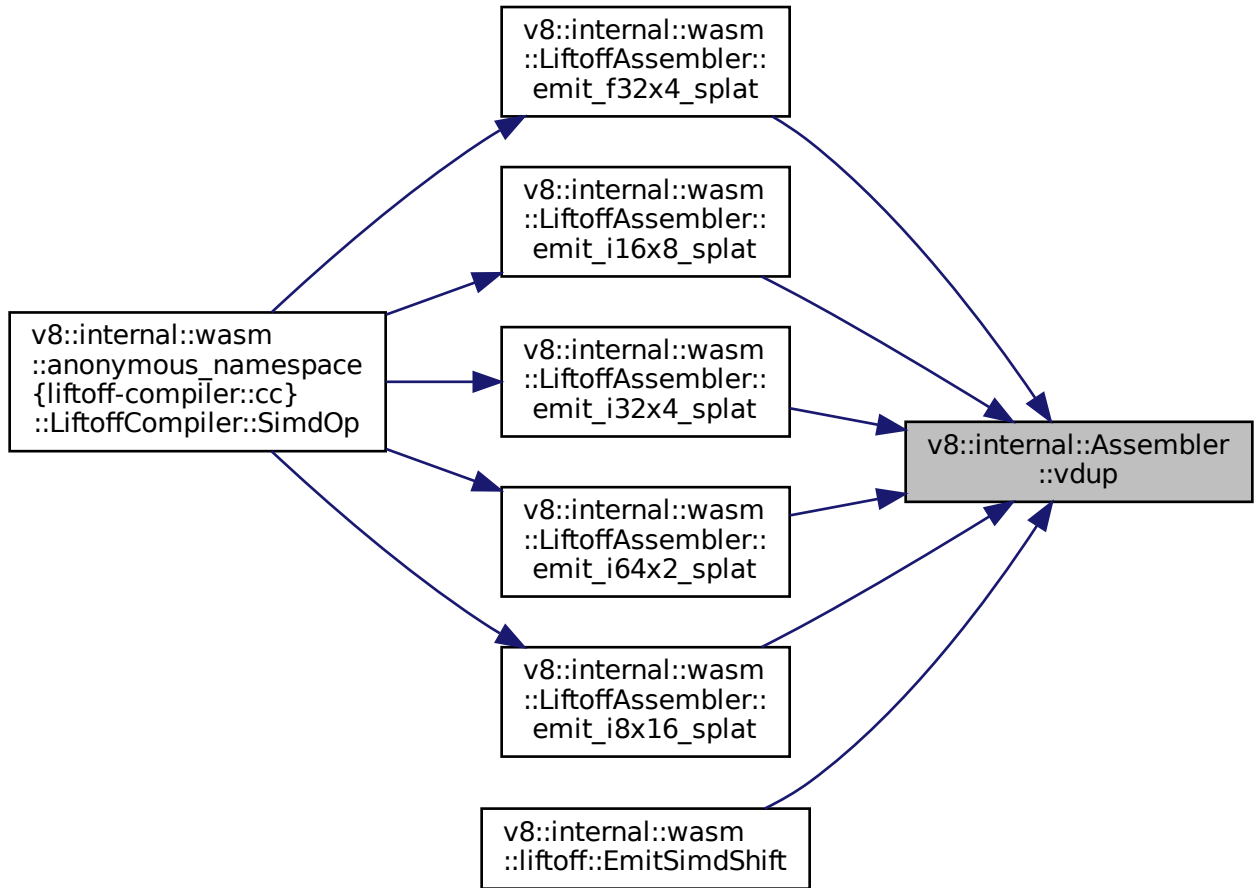 v8::internal::wasm
::LiftoffAssembler::
emit_f32x4_splat
v8::internal::wasm
::LiftoffAssembler::
emit_i16x8_splat
v8::internal::wasm
::anonymous_namespace
{liftoff-compiler::cc}
::LiftoffCompiler::SimdOp
v8::internal::wasm
::LiftoffAssembler::
emit_i32x4_splat
v8::internal::Assembler
::vdup
v8::internal::wasm
::LiftoffAssembler::
emit_i64x2_splat
v8::internal::wasm
::LiftoffAssembler::
emit_i8x16_splat
v8::internal::wasm
::liftoff::EmitSimdShift